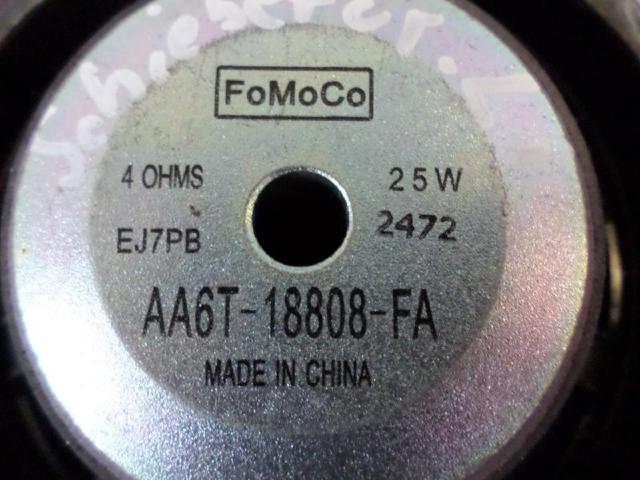 FoMoCo
4 OHMS 25W
EJ7PB 2472
AA6T-18808-FA
MADE IN CHINA